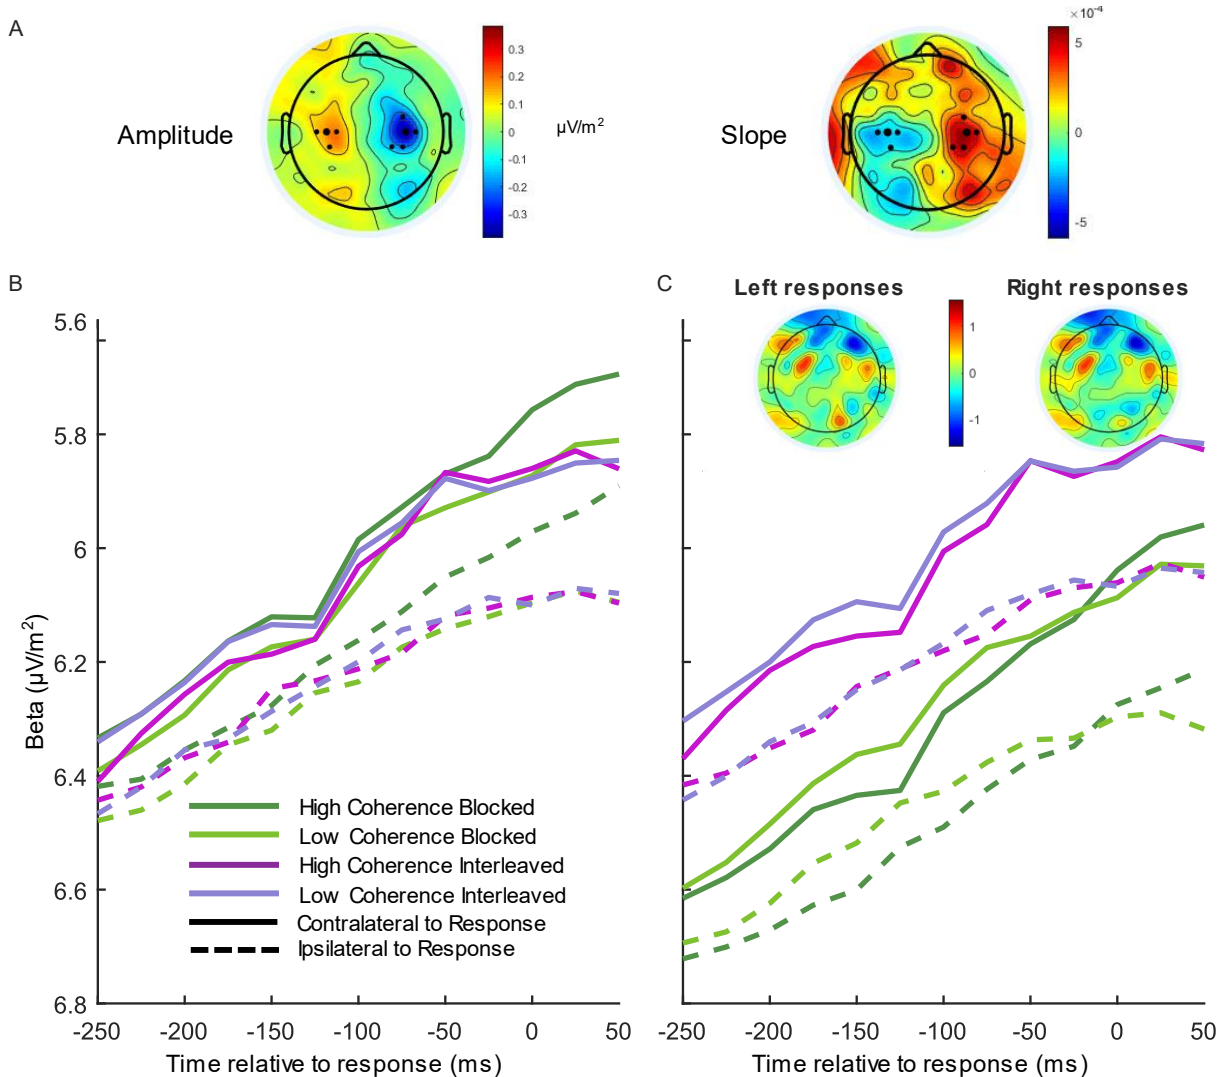 A
Amplitude
0.3
0.2
0.1
0
-0.1
-0.2
-0.3
µV/m²
Slope
×10⁻⁴
5
0
-5
B
5.6
5.8
6
6.2
6.4
6.6
6.8
Beta (µV/m²)
High Coherence Blocked
Low Coherence Blocked
High Coherence Interleaved
Low Coherence Interleaved
Contralateral to Response
Ipsilateral to Response
-250 -200 -150 -100 -50 0 50
Time relative to response (ms)
C
Left responses
Right responses
1
0
-1
-250 -200 -150 -100 -50 0 50
Time relative to response (ms)